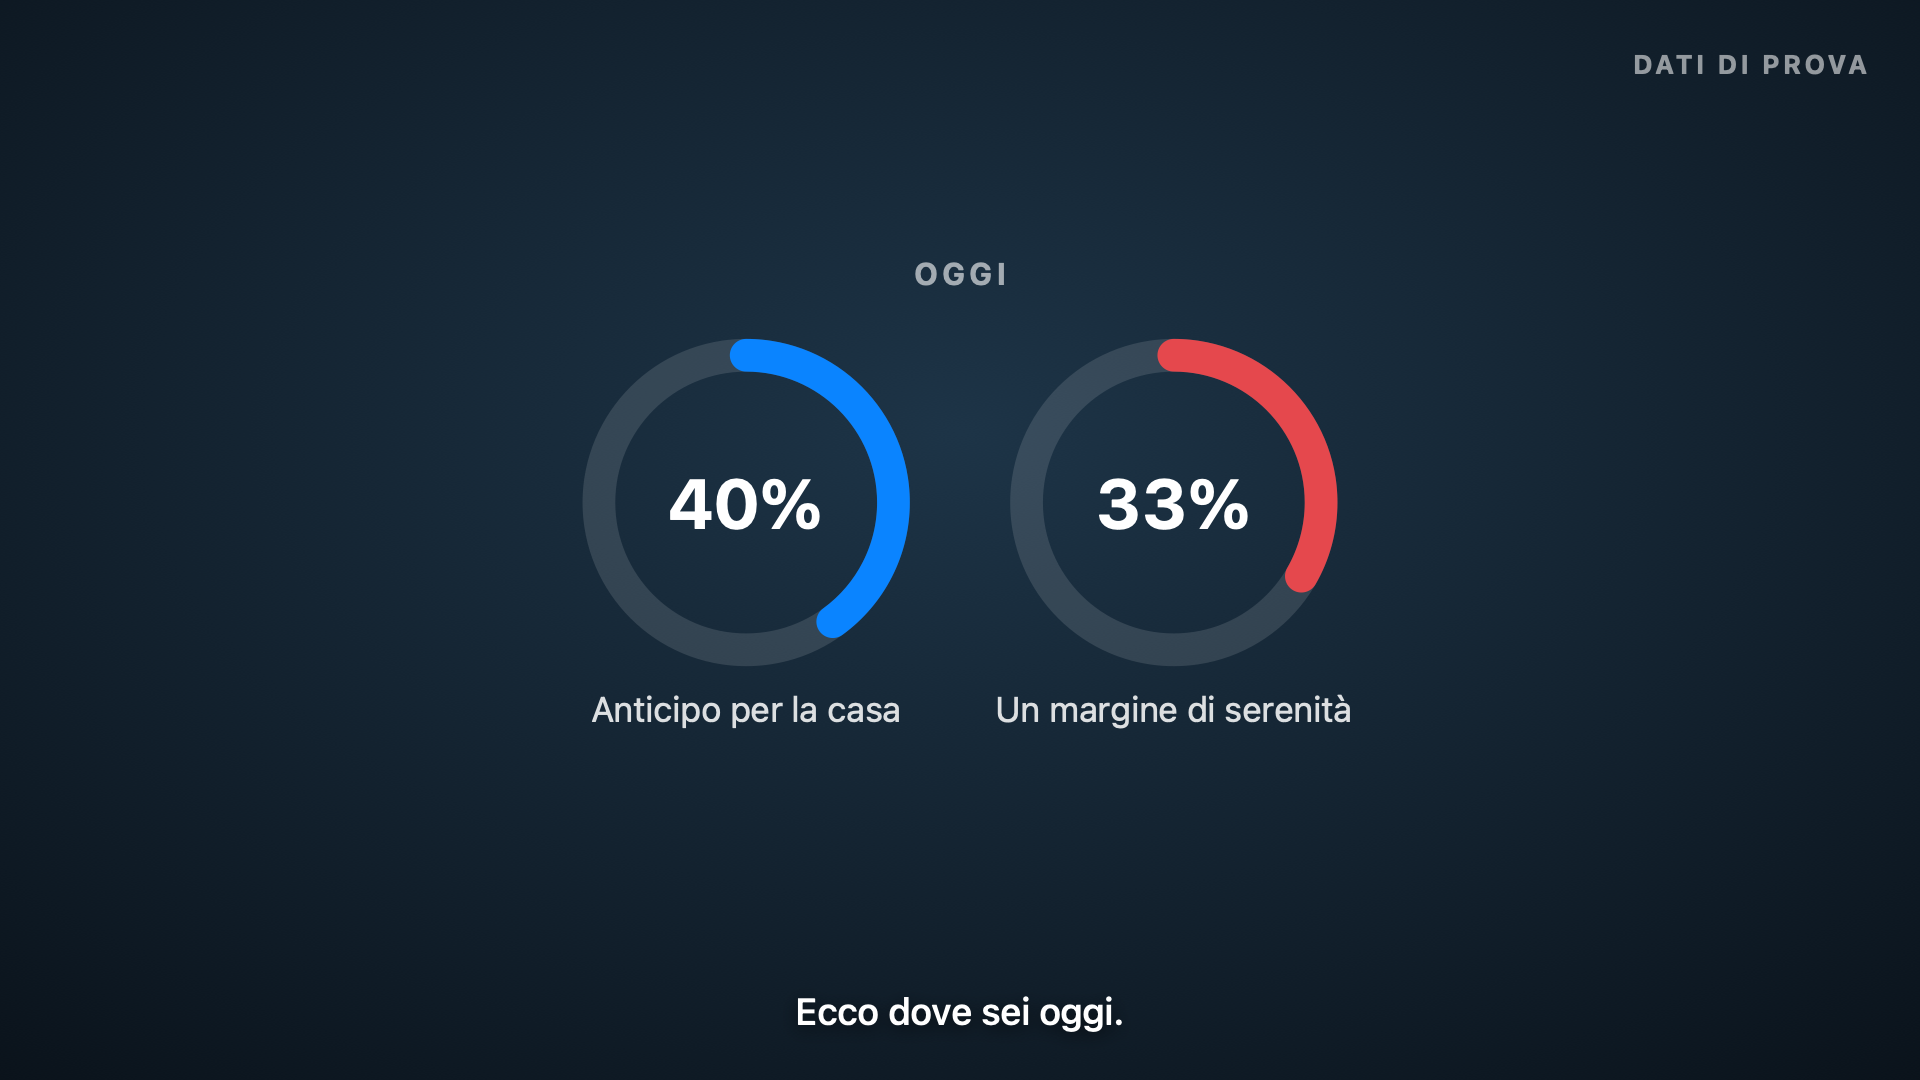 DATI DI PROVA
OGGI
40%
33%
Anticipo per la casa
Un margine di serenità
Ecco dove sei oggi.